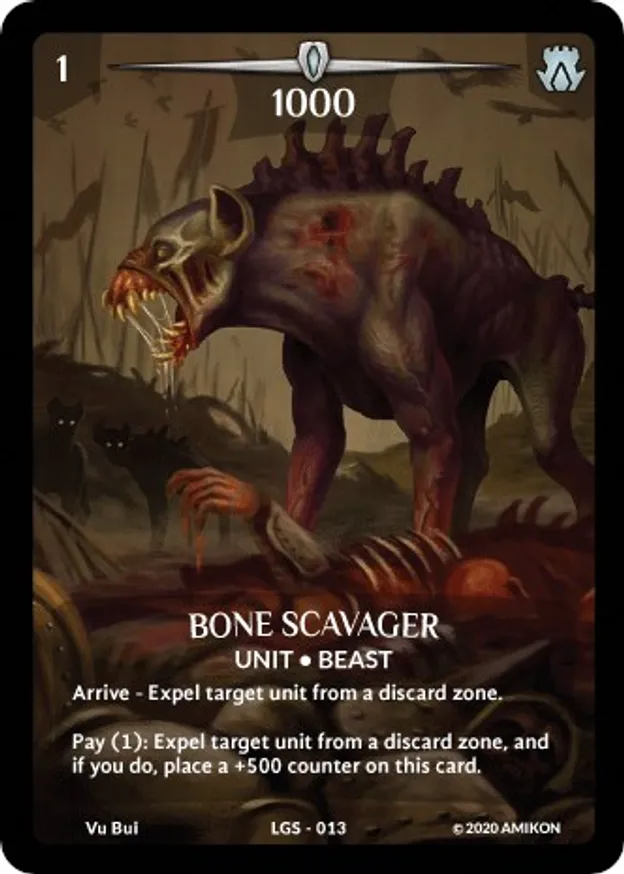 1
1000
BONE SCAVAGER
UNIT • BEAST
Arrive - Expel target unit from a discard zone.
Pay (1): Expel target unit from a discard zone, and
if you do, place a +500 counter on this card.
Vu Bui
LGS - 013
© 2020 AMIKON